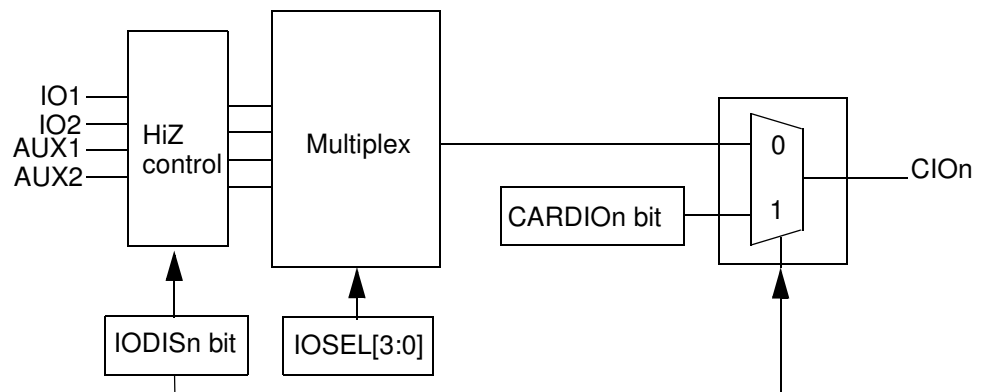 IO1
IO2
AUX1
AUX2
HiZ
control
Multiplex
0
1
CIOn
CARDIOn bit
IODISn bit
IOSEL[3:0]